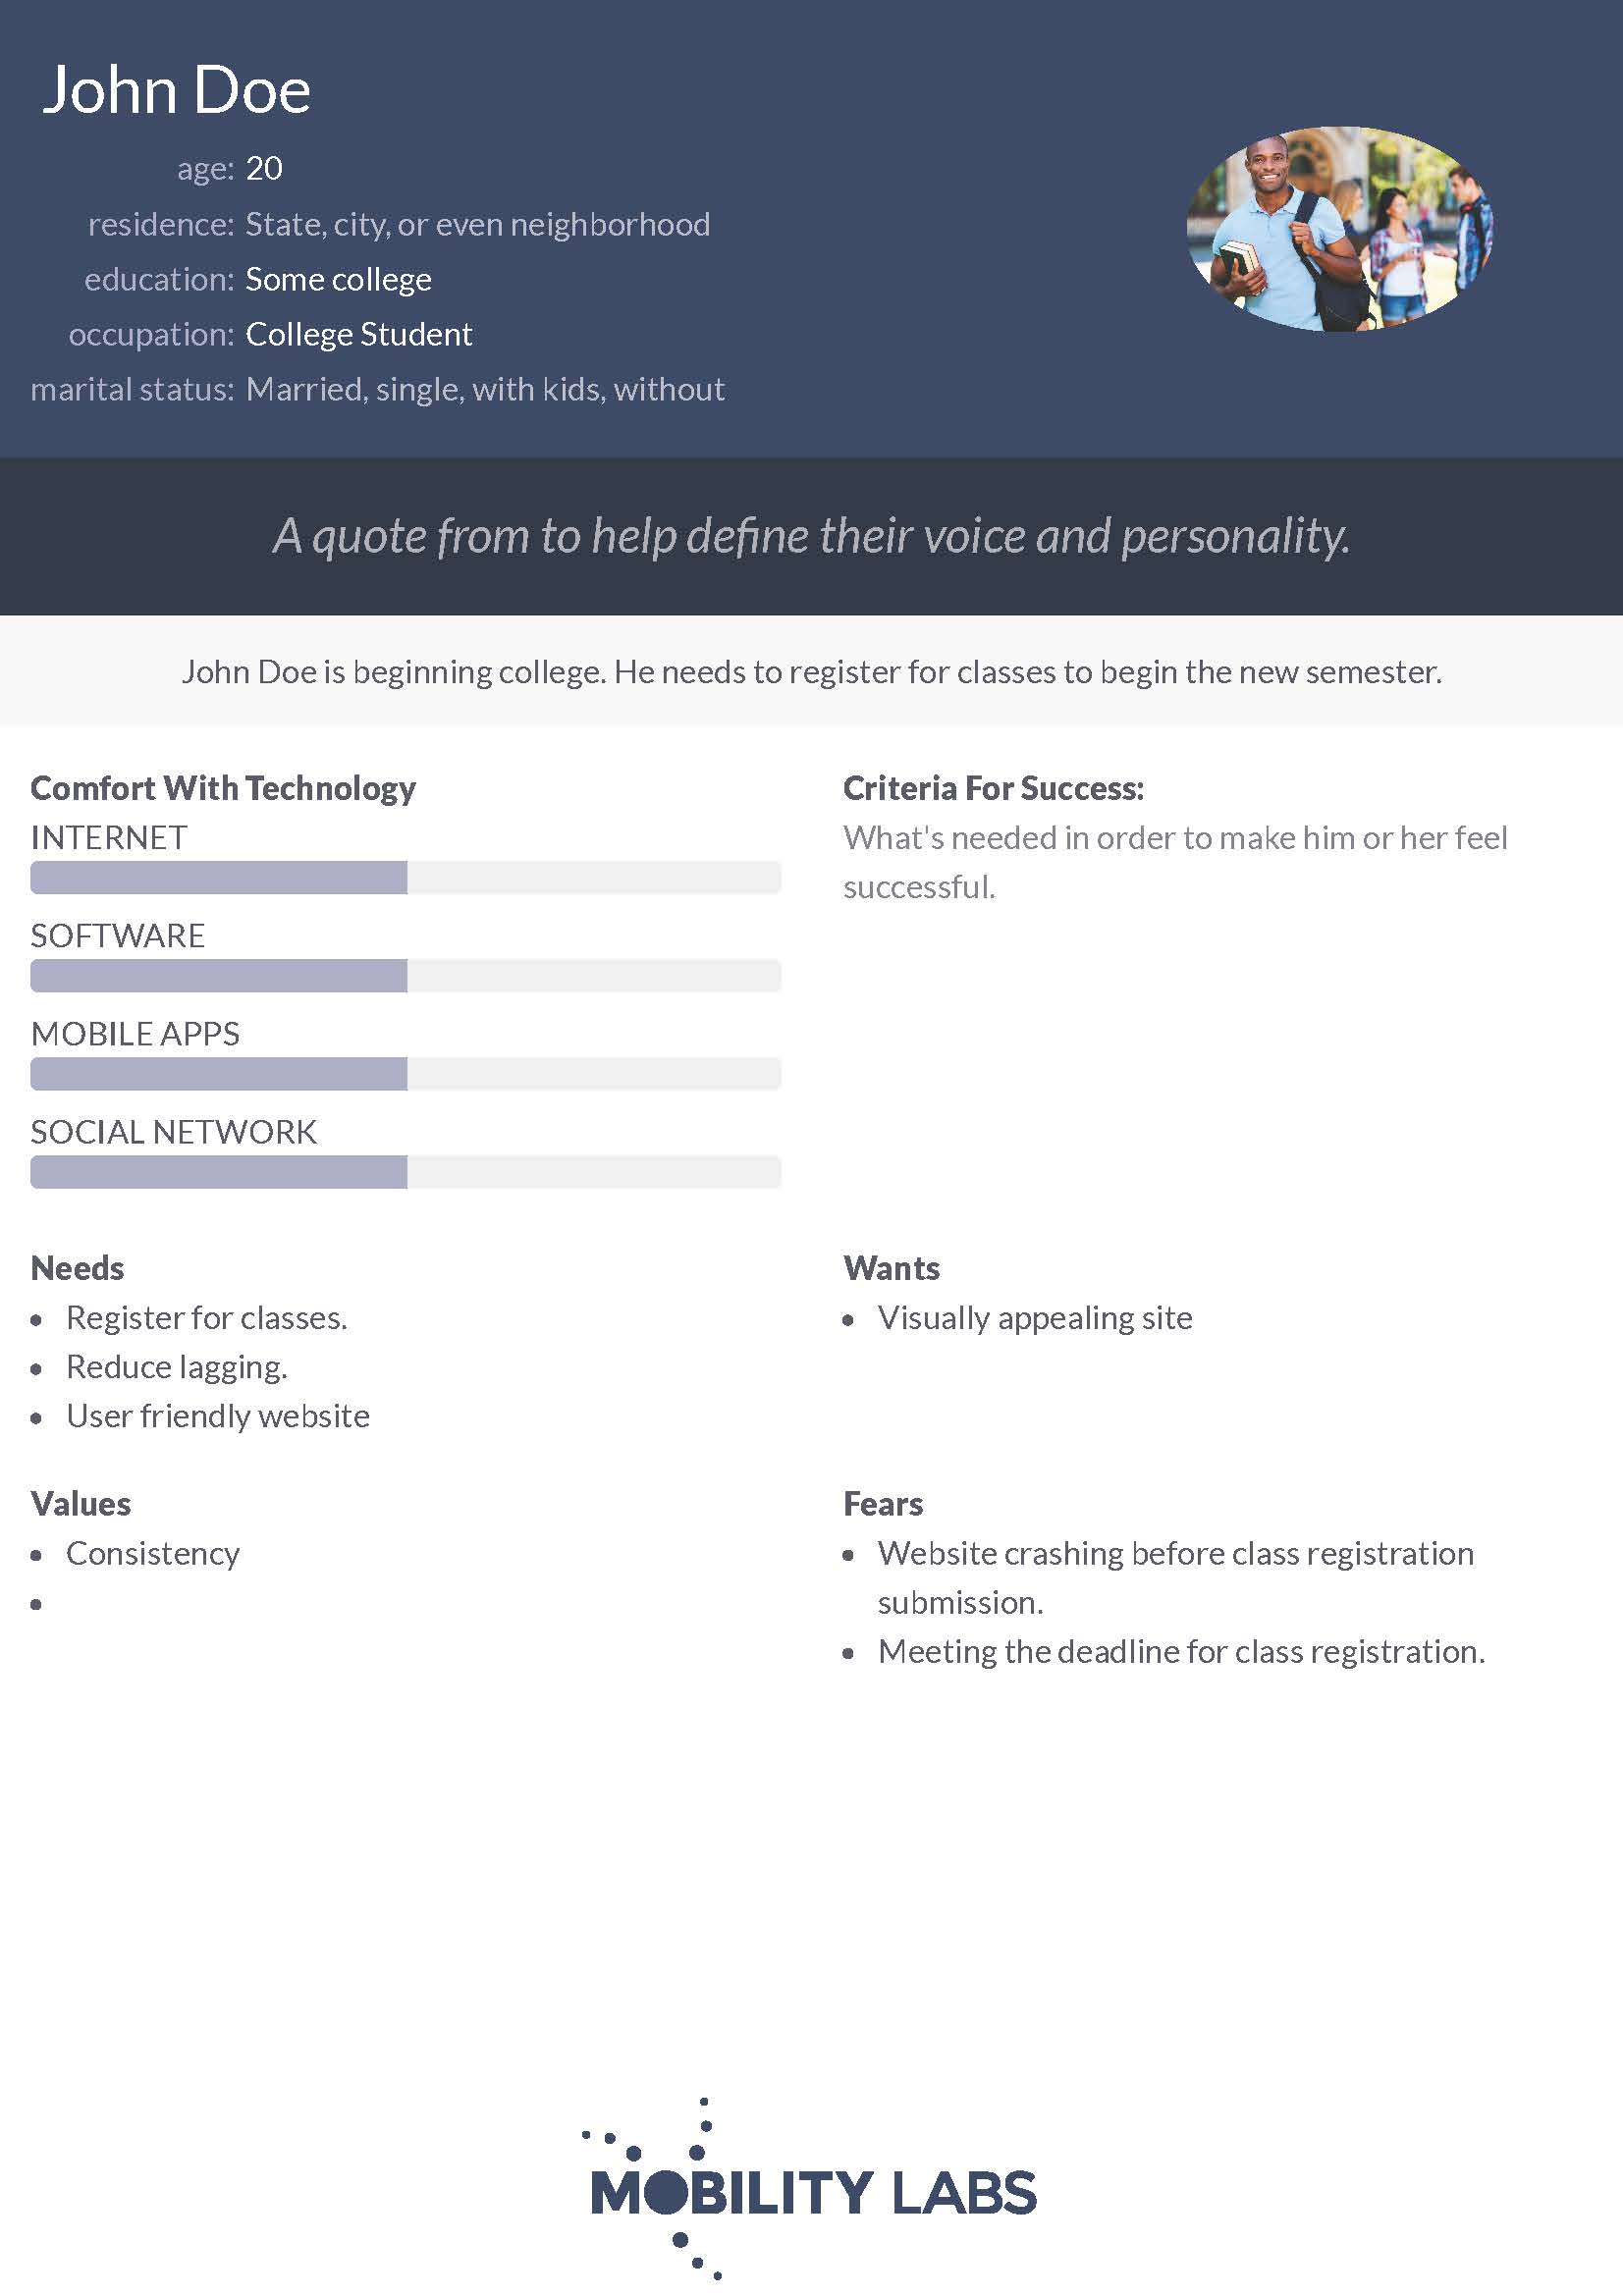 John Doe
age: 20
residence: State, city, or even neighborhood
education: Some college
occupation: College Student
marital status: Married, single, with kids, without
A quote from to help define their voice and personality.
John Doe is beginning college. He needs to register for classes to begin the new semester.
Comfort With Technology
INTERNET
SOFTWARE
MOBILE APPS
SOCIAL NETWORK
Criteria For Success:
What's needed in order to make him or her feel
successful.
Needs
• Register for classes.
• Reduce lagging.
• User friendly website
Wants
• Visually appealing site
Values
• Consistency
•
Fears
• Website crashing before class registration
submission.
• Meeting the deadline for class registration.
MOBILITY LABS